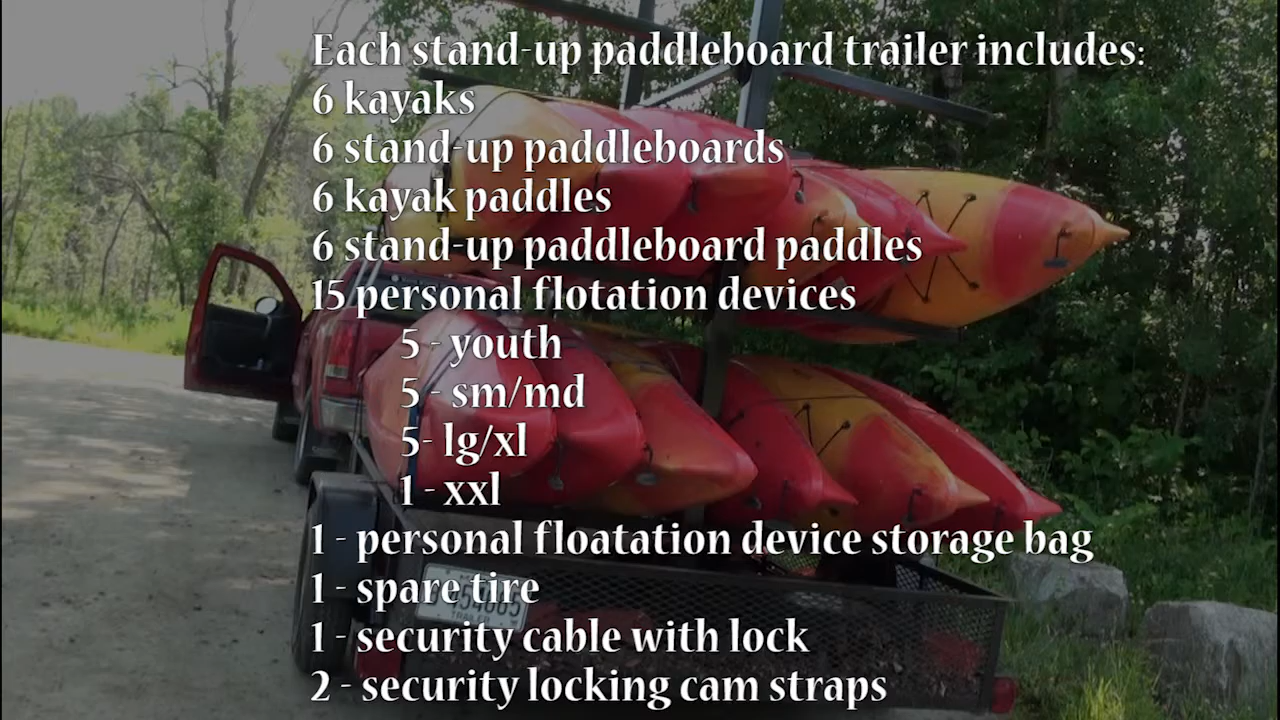 Each stand-up paddleboard trailer includes:
6 kayaks
6 stand-up paddleboards
6 kayak paddles
6 stand-up paddleboard paddles
15 personal flotation devices
5 - youth
5 - sm/md
5- lg/xl
1 - xxl
1 - personal floatation device storage bag
1 - spare tire
1 - security cable with lock
2 - security locking cam straps